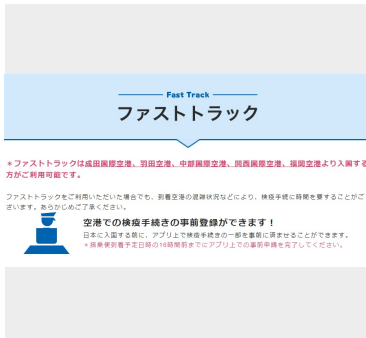 Fast Track
ファストトラック
＊ファストトラックは成田国際空港、羽田空港、中部国際空港、関西国際空港、福岡空港より入国する
方がご利用可能です。
ファストトラックをご利用いただいた場合でも、到着空港の混雑状況などにより、検疫手続に時間を要することがご
ざいます。あらかじめご了承ください。
空港での検疫手続きの事前登録ができます！
日本に入国する前に、アプリ上で検疫手続きの一部を事前に済ませることができます。
＊搭乗便到着予定日時の16時間前までにアプリ上での事前申請を完了してください。